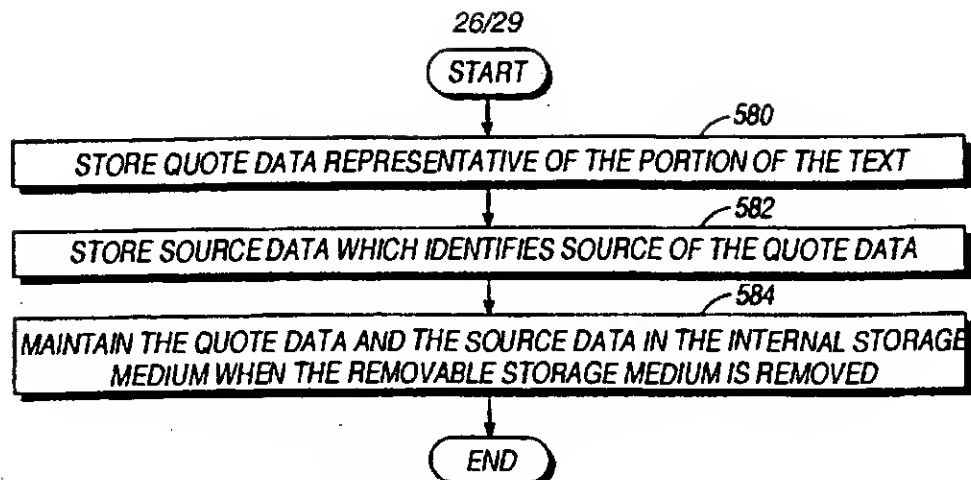 26/29
START
580
STORE QUOTE DATA REPRESENTATIVE OF THE PORTION OF THE TEXT
582
STORE SOURCE DATA WHICH IDENTIFIES SOURCE OF THE QUOTE DATA
584
MAINTAIN THE QUOTE DATA AND THE SOURCE DATA IN THE INTERNAL STORAGE
MEDIUM WHEN THE REMOVABLE STORAGE MEDIUM IS REMOVED
END